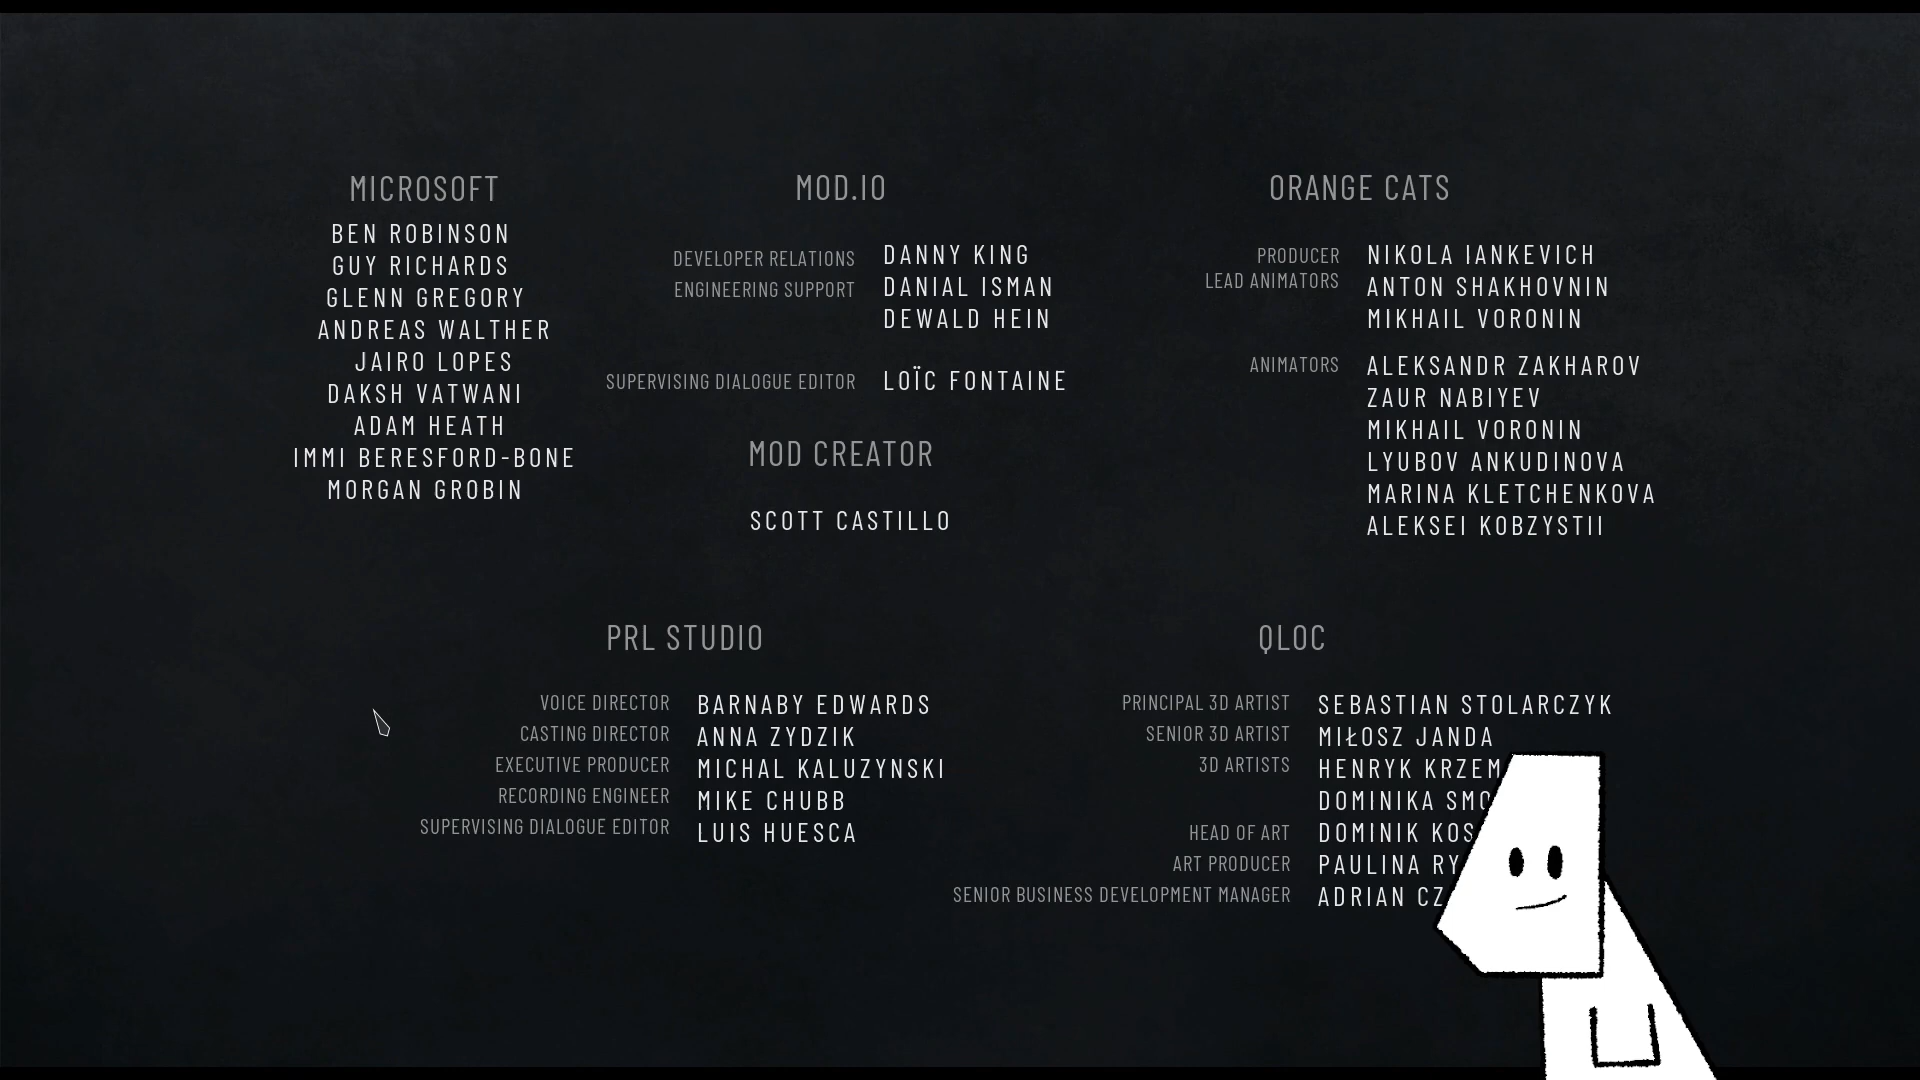 MICROSOFT
BEN ROBINSON
GUY RICHARDS
GLENN GREGORY
ANDREAS WALTHER
JAIRO LOPES
DAKSH VATWANI
ADAM HEATH
IMMI BERESFORD-BONE
MORGAN GROBIN
MOD.IO
DEVELOPER RELATIONS DANNY KING
ENGINEERING SUPPORT DANIAL ISMAN
DEWALD HEIN
SUPERVISING DIALOGUE EDITOR LOÏC FONTAINE
MOD CREATOR
SCOTT CASTILLO
ORANGE CATS
PRODUCER NIKOLA IANKEVICH
LEAD ANIMATORS ANTON SHAKHOVNIN
MIKHAIL VORONIN
ANIMATORS ALEKSANDR ZAKHAROV
ZAUR NABIYEV
MIKHAIL VORONIN
LYUBOV ANKUDINOVA
MARINA KLETCHENKOVA
ALEKSEI KOBZYSTII
PRL STUDIO
VOICE DIRECTOR BARNABY EDWARDS
CASTING DIRECTOR ANNA ZYDZIK
EXECUTIVE PRODUCER MICHAL KALUZYNSKI
RECORDING ENGINEER MIKE CHUBB
SUPERVISING DIALOGUE EDITOR LUIS HUESCA
QLOC
PRINCIPAL 3D ARTIST SEBASTIAN STOLARCZYK
SENIOR 3D ARTIST MIŁOSZ JANDA
3D ARTISTS HENRYK
DOMINIKA
HEAD OF ART DOMINIK
ART PRODUCER PAULINA
SENIOR BUSINESS DEVELOPMENT MANAGER ADRIAN